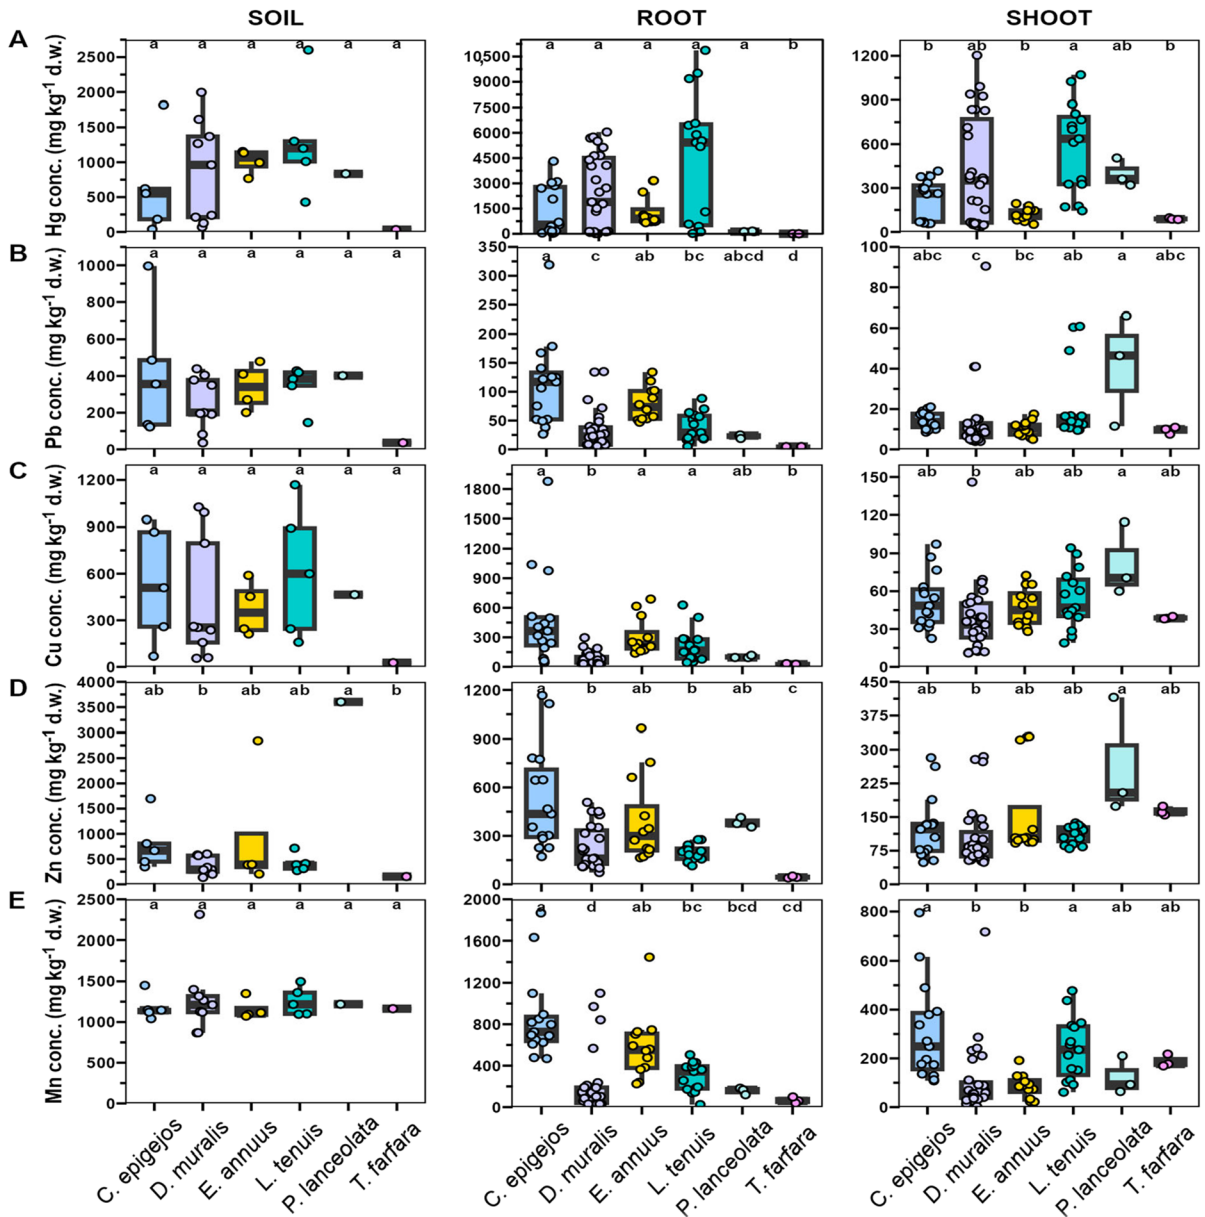 SOIL ROOT SHOOT
A
Hg conc. (mg kg⁻¹ d.w.)
2500
2000
1500
1000
500
0
a a a a a a
10,500
9000
7500
6000
4500
3000
1500
0
a a a a a b
1200
900
600
300
0
b ab b a ab b
B
Pb conc. (mg kg⁻¹ d.w.)
1000
800
600
400
200
0
a a a a a a
350
300
250
200
150
100
50
0
a c ab bc abcd d
100
80
60
40
20
0
abc c bc ab a abc
C
Cu conc. (mg kg⁻¹ d.w.)
1200
900
600
300
0
a a a a a a
1800
1500
1200
900
600
300
0
a b a a ab b
150
120
90
60
30
0
ab b ab ab a ab
D
Zn conc. (mg kg⁻¹ d.w.)
4000
3500
3000
2500
2000
1500
1000
500
0
ab b ab ab a b
1200
900
600
300
0
a b ab b ab c
450
375
300
225
150
75
0
ab b ab ab a ab
E
Mn conc. (mg kg⁻¹ d.w.)
2500
2000
1500
1000
500
0
a a a a a a
2000
1600
1200
800
400
0
a d ab bc bcd cd
800
600
400
200
0
a b b a ab ab
C. epigejos
D. muralis
E. annuus
L. tenuis
P. lanceolata
T. farfara
C. epigejos
D. muralis
E. annuus
L. tenuis
P. lanceolata
T. farfara
C. epigejos
D. muralis
E. annuus
L. tenuis
P. lanceolata
T. farfara